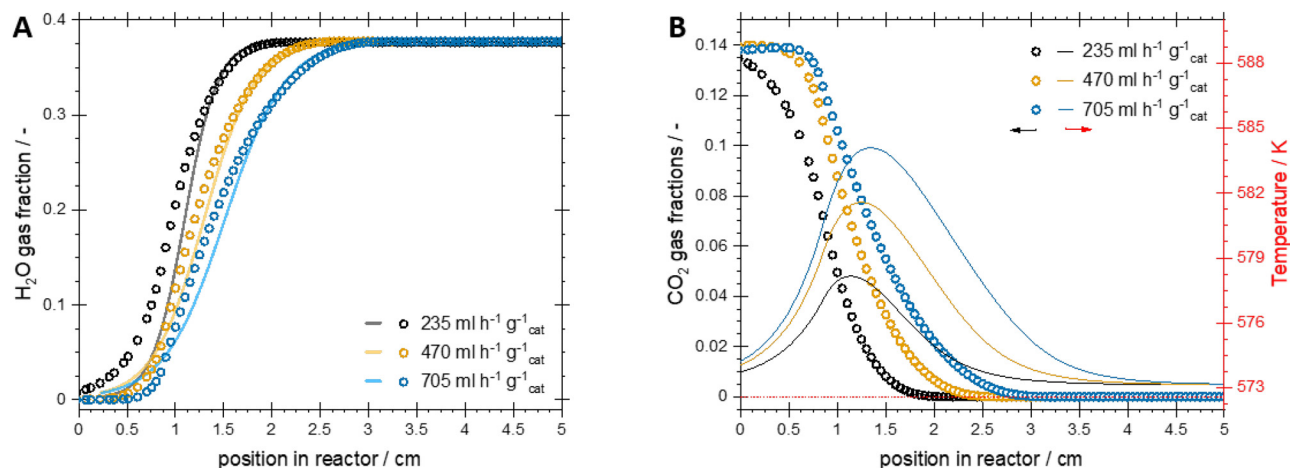 A
H₂O gas fraction / -
0.4
0.3
0.2
0.1
0
235 ml h⁻¹ g⁻¹cat
470 ml h⁻¹ g⁻¹cat
705 ml h⁻¹ g⁻¹cat
0 0.5 1 1.5 2 2.5 3 3.5 4 4.5 5
position in reactor / cm
B
CO₂ gas fractions / -
0.14
0.12
0.1
0.08
0.06
0.04
0.02
0
235 ml h⁻¹ g⁻¹cat
470 ml h⁻¹ g⁻¹cat
705 ml h⁻¹ g⁻¹cat
588
585
582
579
576
573
Temperature / K
0 0.5 1 1.5 2 2.5 3 3.5 4 4.5 5
position in reactor / cm